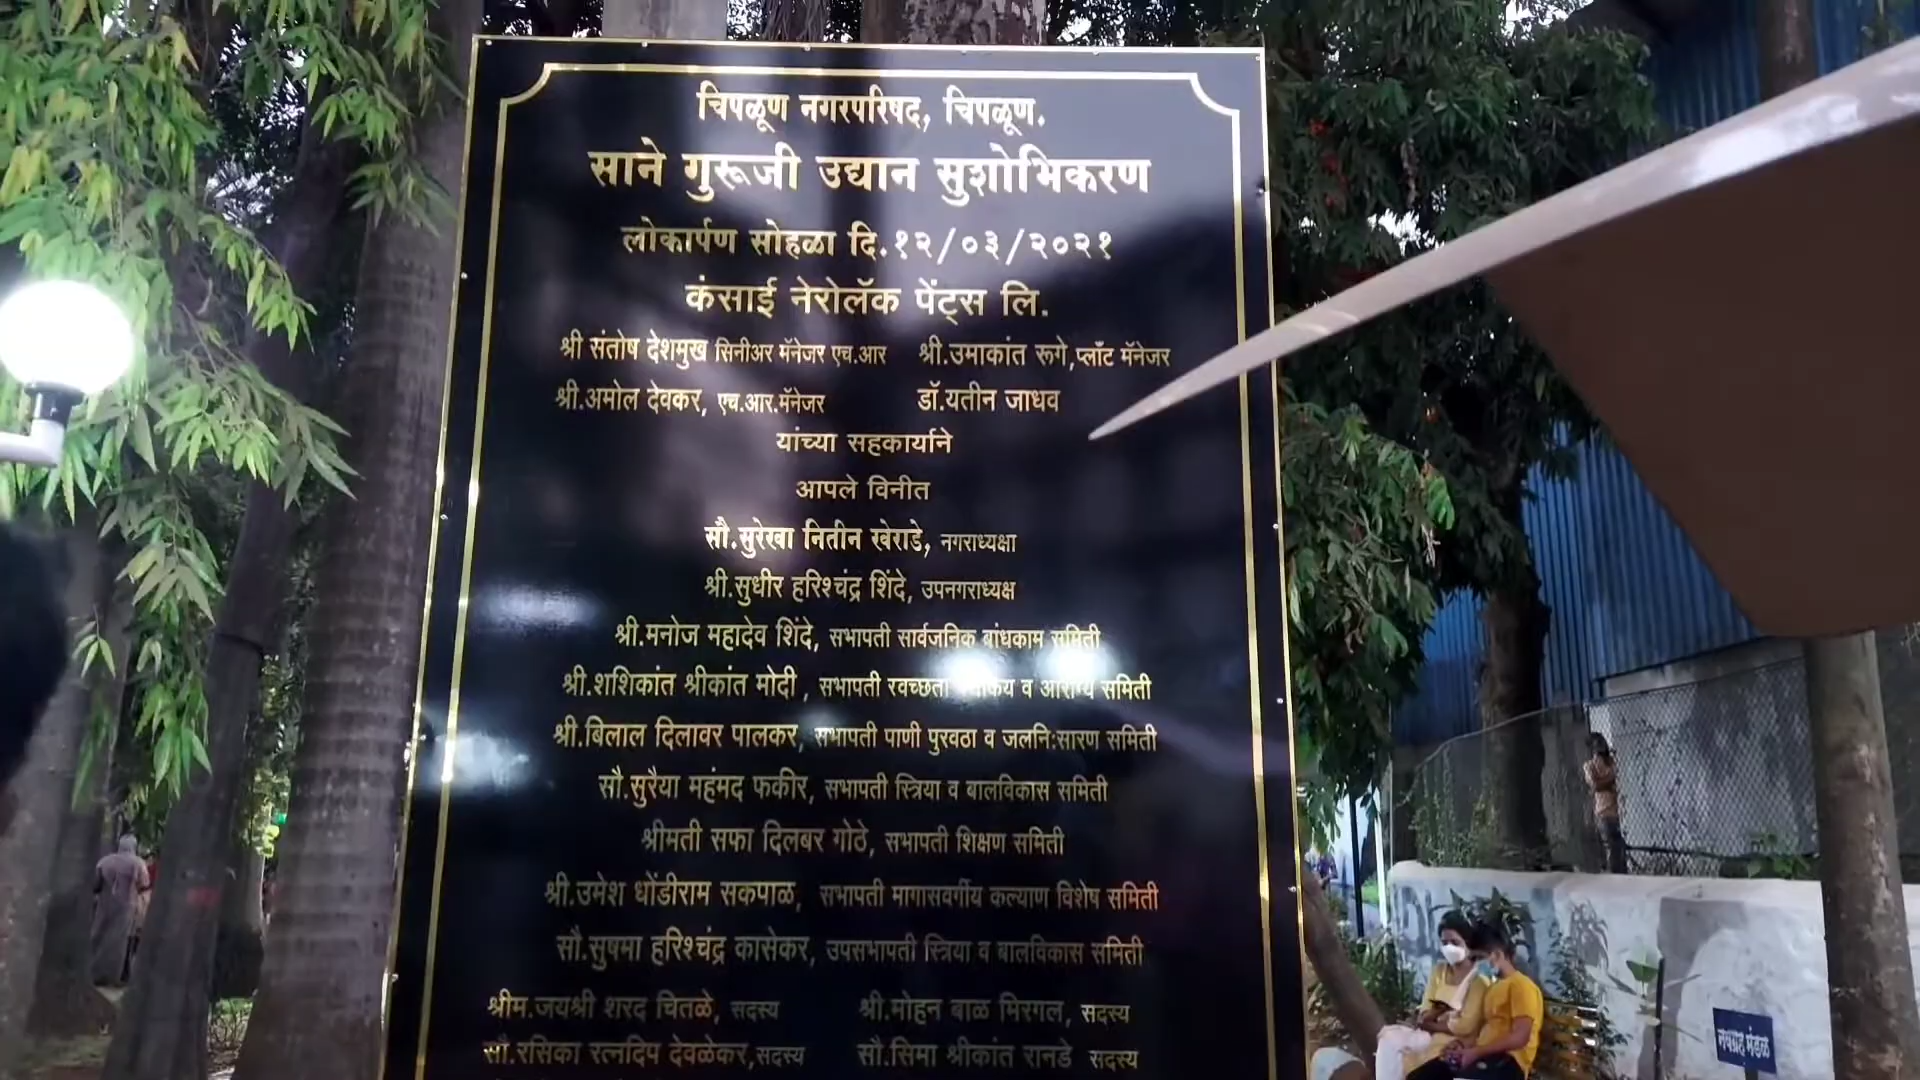 चिपळूण नगरपरिषद, चिपळूण.
साने गुरूजी उद्यान सुशोभिकरण
लोकार्पण सोहळा दि.१२/०३/२०२१
कंसाई नेरोलॅक पेंट्स लि.
श्री संतोष देशमुख सिनीअर मॅनेजर एच.आर श्री.उमाकांत रूगे,प्लाँट मॅनेजर
श्री.अमोल देवकर, एच.आर.मॅनेजर डॉ.यतीन जाधव
यांच्या सहकार्याने
आपले विनीत
सौ.सुरेखा नितीन खेराडे, नगराध्यक्षा
श्री.सुधीर हरिश्चंद्र शिंदे, उपनगराध्यक्ष
श्री.मनोज महादेव शिंदे, सभापती सार्वजनिक बांधकाम समिती
श्री.शशिकांत श्रीकांत मोदी , सभापती रवच्छता व आरोग्य समिती
श्री.बिलाल दिलावर पालकर, सभापती पाणी पुरवठा व जलनि:सारण समिती
सौ.सुरैया महंमद फकीर, सभापती स्त्रिया व बालविकास समिती
श्रीमती सफा दिलबर गोठे, सभापती शिक्षण समिती
श्री.उमेश धोंडीराम सकपाळ, सभापती मागासवर्गीय कल्याण विशेष समिती
सौ.सुषमा हरिश्चंद्र कासेकर, उपसभापती स्त्रिया व बालविकास समिती
श्रीम.जयश्री शरद चितळे, सदस्य श्री.मोहन बाळ मिरगल, सदस्य
सौ.रसिका रत्नदिप देवळेकर,सदस्य सौ.सिमा श्रीकांत रानडे सदस्य
नवग्रह मंडळ